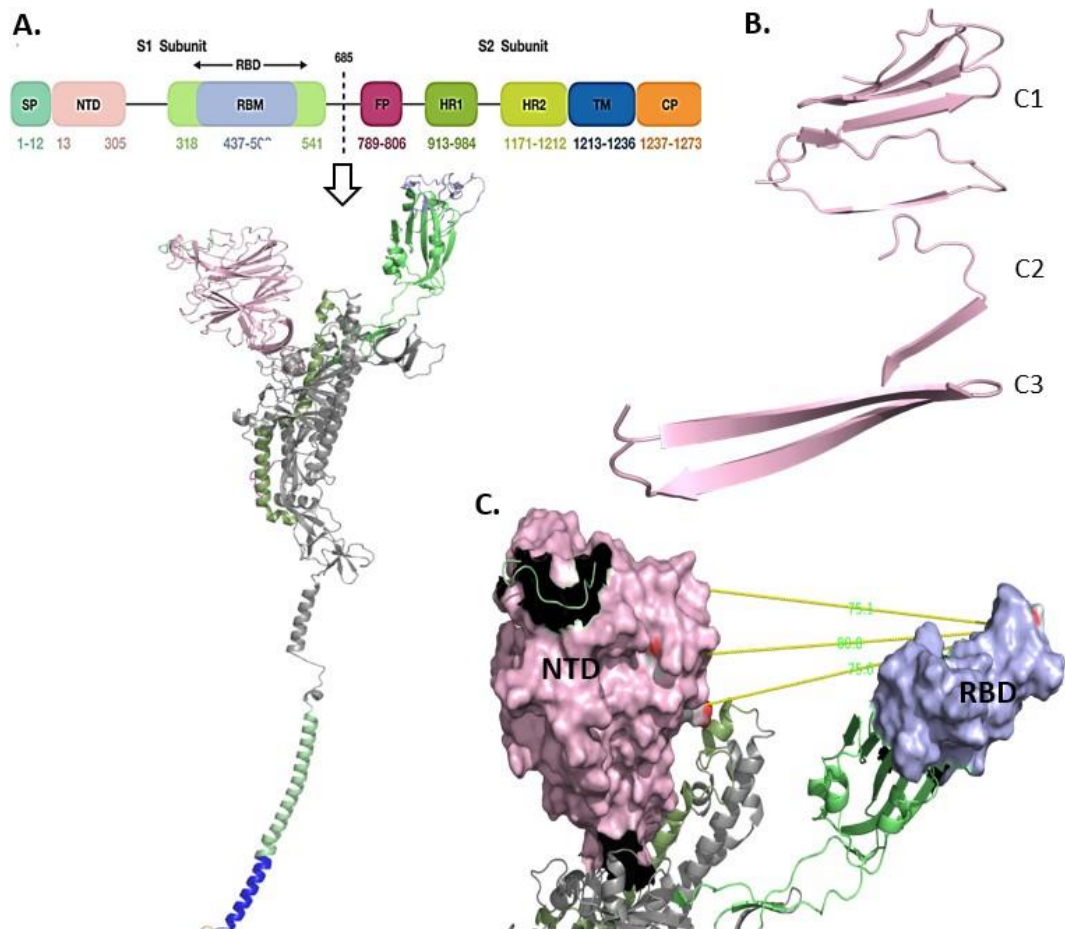 A.
S1 Subunit
S2 Subunit
RBD
685
SP
NTD
RBM
FP
HR1
HR2
TM
CP
1-12
13
305
318
541
789-806
913-984
1171-1212
1213-1236
1237-1273
B.
C1
C2
C3
C.
75.1
80.8
75.6
NTD
RBD